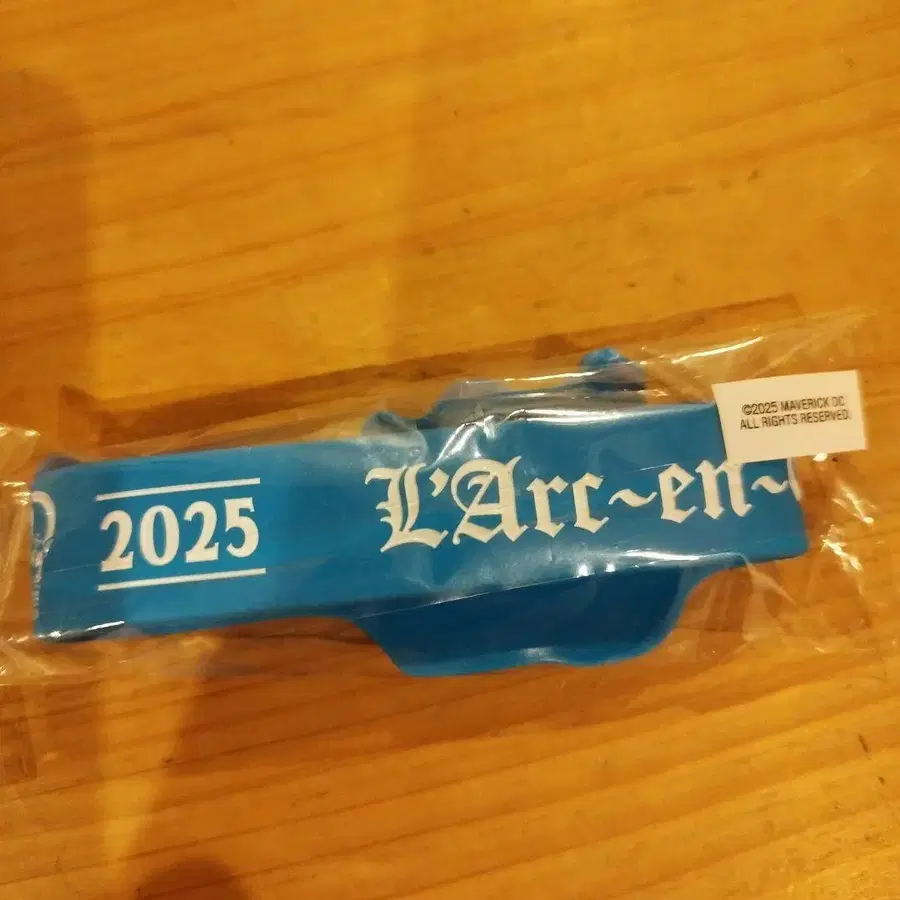 ©2025 MAVERICK DC
ALL RIGHTS RESERVED.
2025
L'Arc~en~